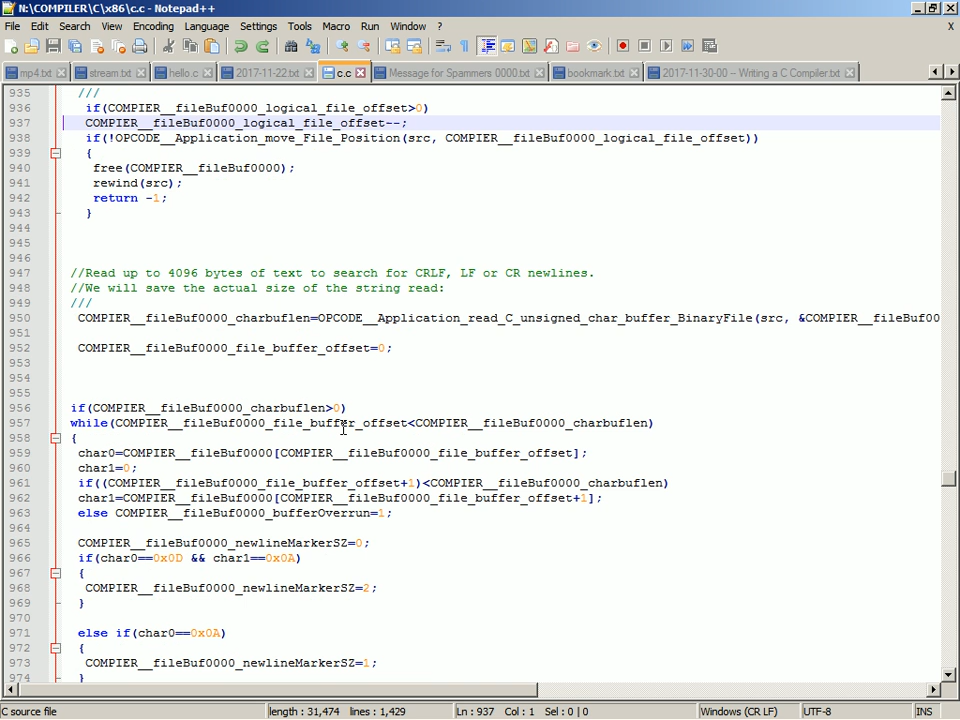 N:\COMPILER\C\x86\c.c - Notepad++
File Edit Search View Encoding Language Settings Tools Macro Run Window ? X
mp4.txt stream.txt hello.c 2017-11-22.txt c.c Message for Spammers 0000.txt bookmark.txt 2017-11-30-00 – Writing a C Compiler.txt
935 ///
936 if(COMPIER__fileBuf0000_logical_file_offset>0)
937 COMPIER__fileBuf0000_logical_file_offset--;
938 if(!OPCODE__Application_move_File_Position(src, COMPIER__fileBuf0000_logical_file_offset))
939 {
940 free(COMPIER__fileBuf0000);
941 rewind(src);
942 return -1;
943 }
944
945
946
947 //Read up to 4096 bytes of text to search for CRLF, LF or CR newlines.
948 //We will save the actual size of the string read:
949 ///
950 COMPIER__fileBuf0000_charbuflen=OPCODE__Application_read_C_unsigned_char_buffer_BinaryFile(src, &COMPIER__fileBuf00
951
952 COMPIER__fileBuf0000_file_buffer_offset=0;
953
954
955
956 if(COMPIER__fileBuf0000_charbuflen>0)
957 while(COMPIER__fileBuf0000_file_buffer_offset<COMPIER__fileBuf0000_charbuflen)
958 {
959 char0=COMPIER__fileBuf0000[COMPIER__fileBuf0000_file_buffer_offset];
960 char1=0;
961 if((COMPIER__fileBuf0000_file_buffer_offset+1)<COMPIER__fileBuf0000_charbuflen)
962 char1=COMPIER__fileBuf0000[COMPIER__fileBuf0000_file_buffer_offset+1];
963 else COMPIER__fileBuf0000_bufferOverrun=1;
964
965 COMPIER__fileBuf0000_newlineMarkerSZ=0;
966 if(char0==0x0D && char1==0x0A)
967 {
968 COMPIER__fileBuf0000_newlineMarkerSZ=2;
969 }
970
971 else if(char0==0x0A)
972 {
973 COMPIER__fileBuf0000_newlineMarkerSZ=1;
974 }
C source file length : 31,474 lines : 1,429 Ln : 937 Col : 1 Sel : 0 | 0 Windows (CR LF) UTF-8 INS